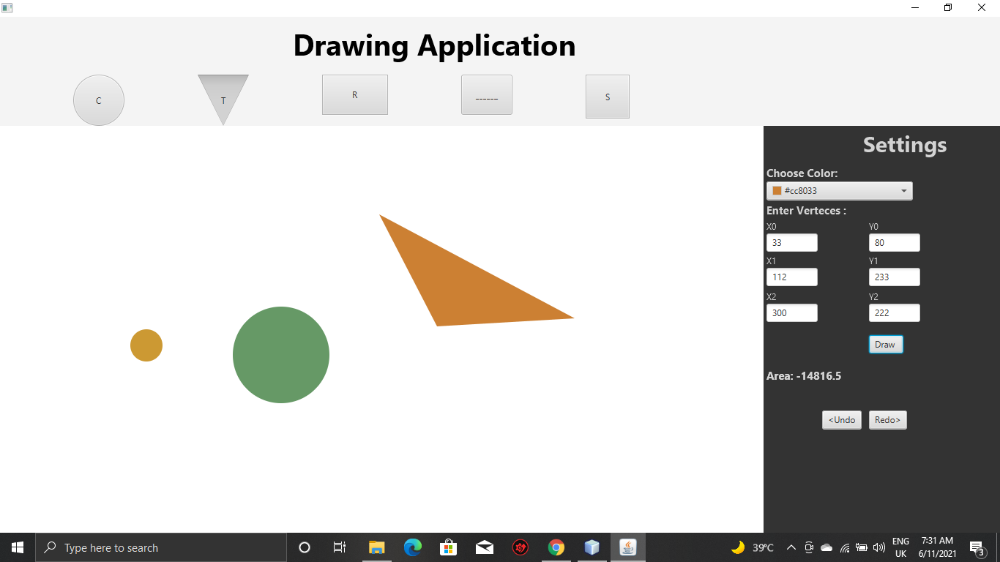 Drawing Application
C
T
R
______
S
Settings
Choose Color:
#cc8033
Enter Verteces :
X0 Y0
33 80
X1 Y1
112 233
X2 Y2
300 222
Draw
Area: -14816.5
<Undo Redo>
Type here to search
39°C
ENG
UK
7:31 AM
6/11/2021
3